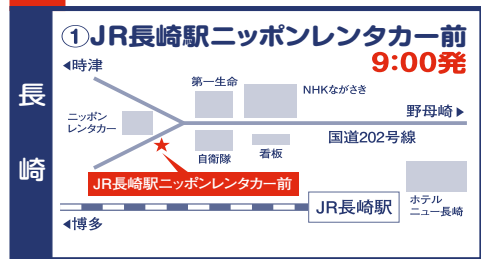 長崎
①JR長崎駅ニッポンレンタカー前
9:00発
◀時津
第一生命
NHKながさき
ニッポン
レンタカー
野母崎▶
国道202号線
自衛隊
看板
JR長崎駅ニッポンレンタカー前
JR長崎駅
ホテル
ニュー長崎
◀博多